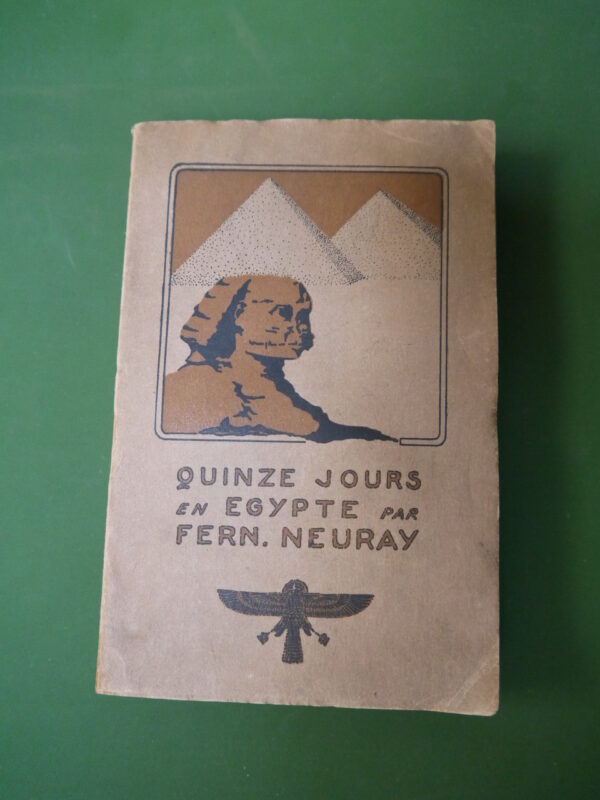 QUINZE JOURS
EN EGYPTE PAR
FERN. NEURAY